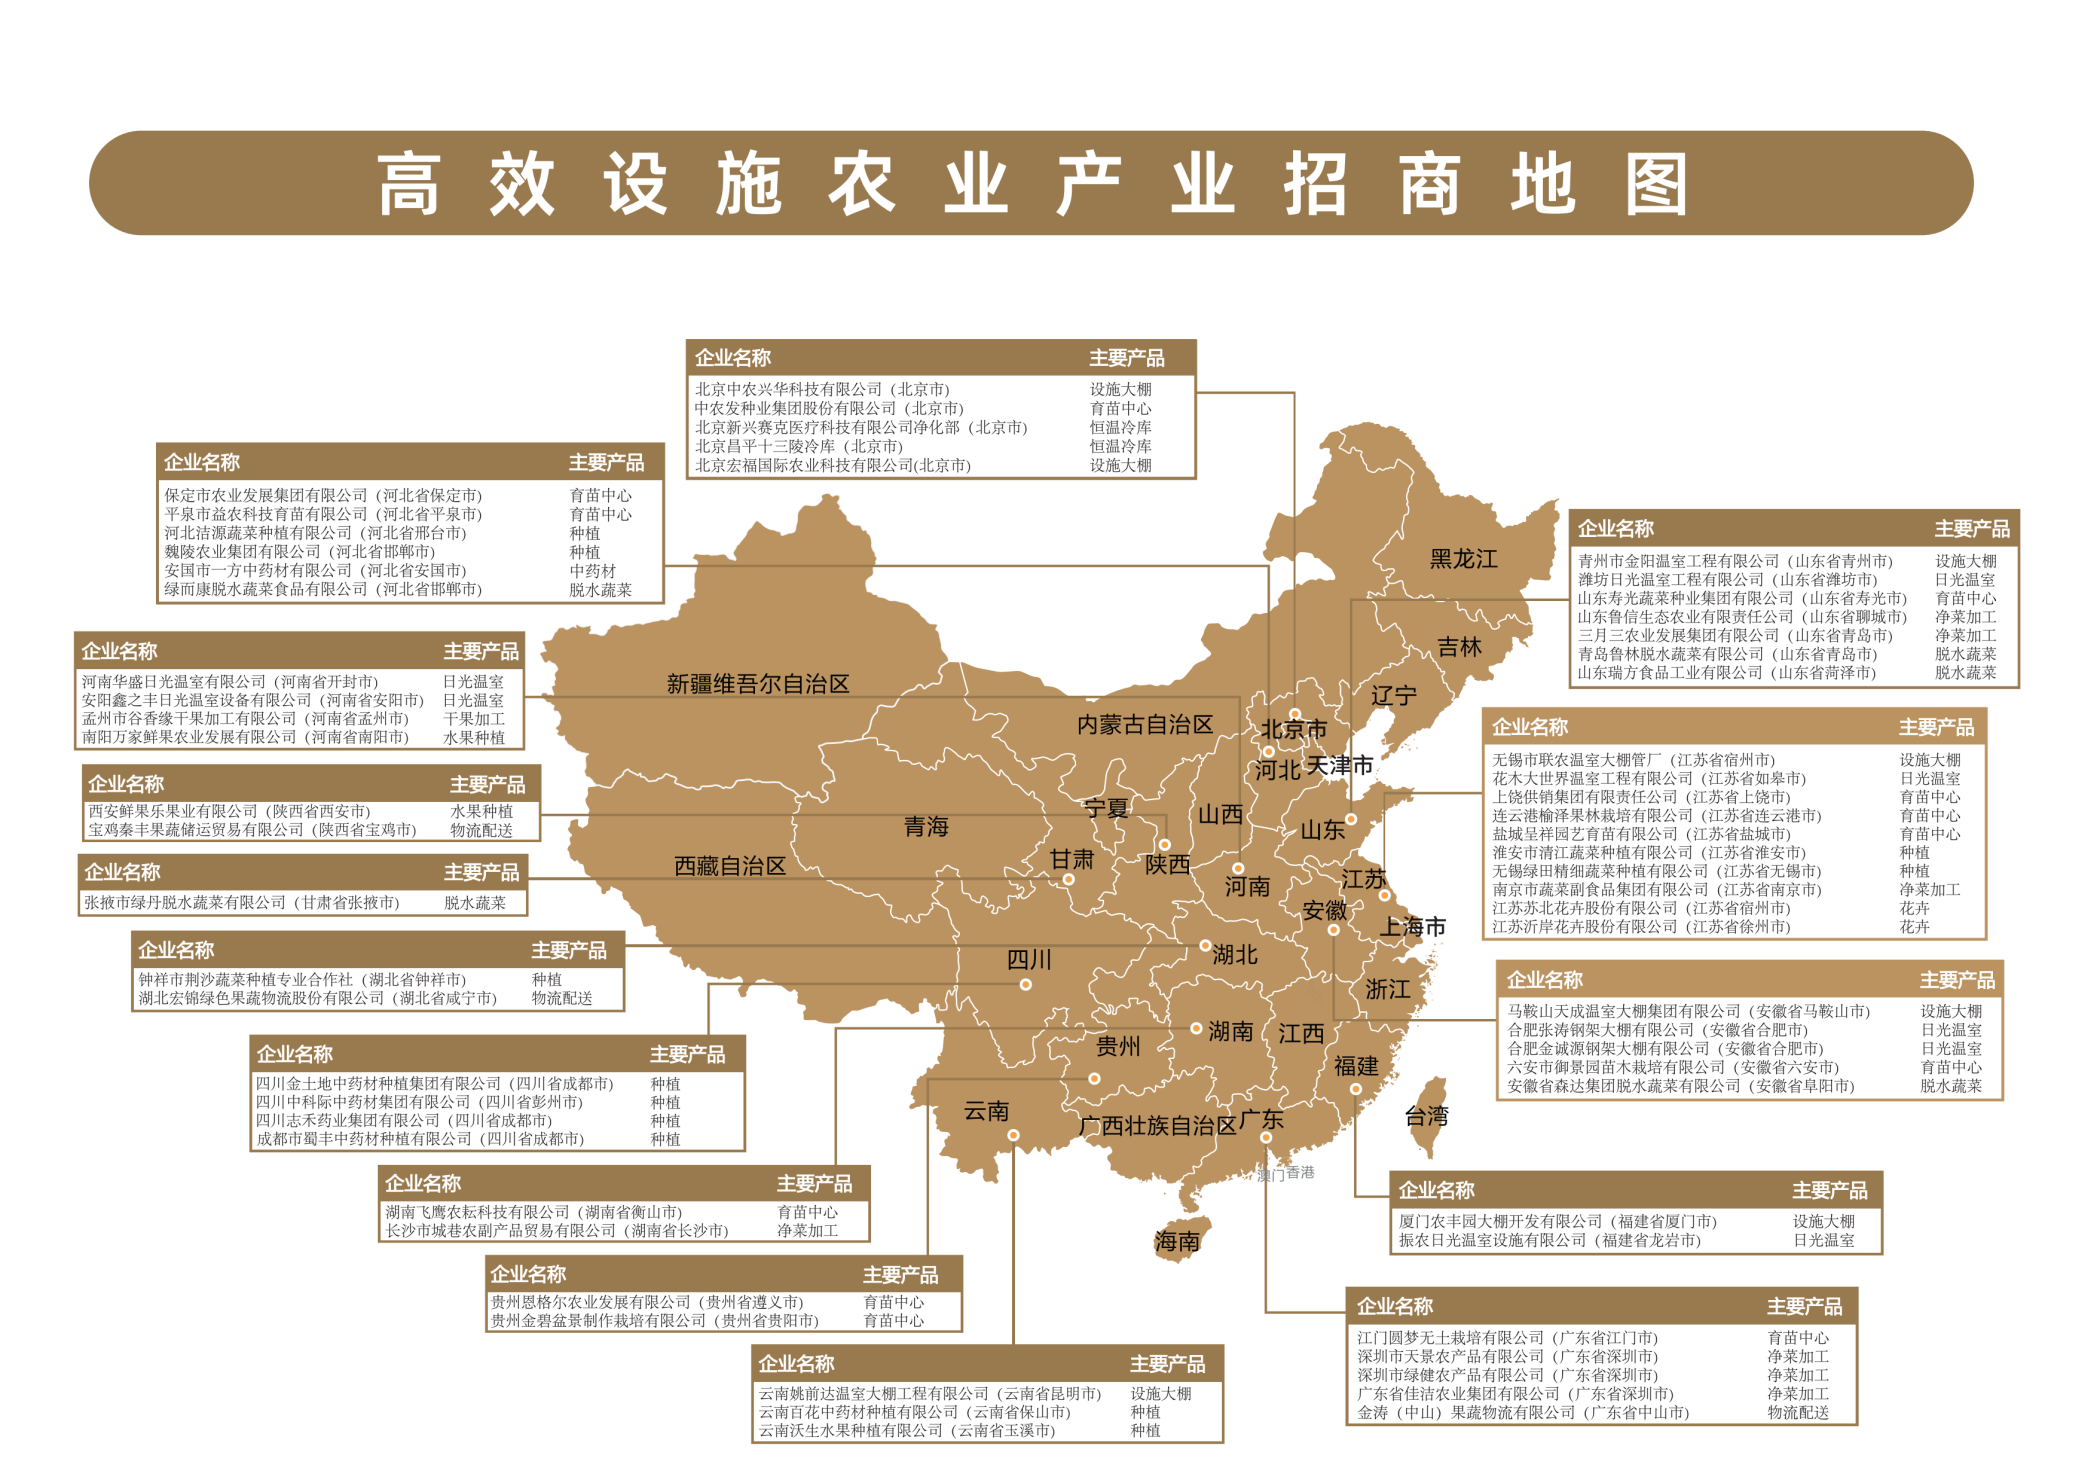 高效设施农业产业招商地图
企业名称 主要产品
北京中农兴华科技有限公司（北京市） 设施大棚
中农发种业集团股份有限公司（北京市） 育苗中心
北京新兴赛克医疗科技有限公司净化部（北京市） 恒温冷库
北京昌平十三陵冷库（北京市） 恒温冷库
北京宏福国际农业科技有限公司(北京市） 设施大棚
企业名称 主要产品
保定市农业发展集团有限公司（河北省保定市） 育苗中心
平泉市益农科技育苗有限公司（河北省平泉市） 育苗中心
河北洁源蔬菜种植有限公司（河北省邢台市） 种植
魏陵农业集团有限公司（河北省邯郸市） 种植
安国市一方中药材有限公司（河北省安国市） 中药材
绿而康脱水蔬菜食品有限公司（河北省邯郸市） 脱水蔬菜
企业名称 主要产品
河南华盛日光温室有限公司（河南省开封市） 日光温室
安阳鑫之丰日光温室设备有限公司（河南省安阳市） 日光温室
孟州市谷香缘干果加工有限公司（河南省孟州市） 干果加工
南阳万家鲜果农业发展有限公司（河南省南阳市） 水果种植
企业名称 主要产品
西安鲜果乐果业有限公司（陕西省西安市） 水果种植
宝鸡秦丰果蔬储运贸易有限公司（陕西省宝鸡市） 物流配送
企业名称 主要产品
张掖市绿丹脱水蔬菜有限公司（甘肃省张掖市） 脱水蔬菜
企业名称 主要产品
钟祥市荆沙蔬菜种植专业合作社（湖北省钟祥市） 种植
湖北宏锦绿色果蔬物流股份有限公司（湖北省咸宁市） 物流配送
企业名称 主要产品
四川金土地中药材种植集团有限公司（四川省成都市） 种植
四川中科际中药材集团有限公司（四川省彭州市） 种植
四川志禾药业集团有限公司（四川省成都市） 种植
成都市蜀丰中药材种植有限公司（四川省成都市） 种植
企业名称 主要产品
湖南飞鹰农耘科技有限公司（湖南省衡山市） 育苗中心
长沙市城巷农副产品贸易有限公司（湖南省长沙市） 净菜加工
企业名称 主要产品
贵州恩格尔农业发展有限公司（贵州省遵义市） 育苗中心
贵州金碧盆景制作栽培有限公司（贵州省贵阳市） 育苗中心
企业名称 主要产品
云南姚前达温室大棚工程有限公司（云南省昆明市） 设施大棚
云南百花中药材种植有限公司（云南省保山市） 种植
云南沃生水果种植有限公司（云南省玉溪市） 种植
企业名称 主要产品
青州市金阳温室工程有限公司（山东省青州市） 设施大棚
潍坊日光温室工程有限公司（山东省潍坊市） 日光温室
山东寿光蔬菜种业集团有限公司（山东省寿光市） 育苗中心
山东鲁信生态农业有限责任公司（山东省聊城市） 净菜加工
三月三农业发展集团有限公司（山东省青岛市） 净菜加工
青岛鲁林脱水蔬菜有限公司（山东省青岛市） 脱水蔬菜
山东瑞方食品工业有限公司（山东省菏泽市） 脱水蔬菜
企业名称 主要产品
无锡市联农温室大棚管厂（江苏省宿州市） 设施大棚
花木大世界温室工程有限公司（江苏省如皋市） 日光温室
上饶供销集团有限责任公司（江苏省上饶市） 育苗中心
连云港榆泽果林栽培有限公司（江苏省连云港市） 育苗中心
盐城呈祥园艺育苗有限公司（江苏省盐城市） 育苗中心
淮安市清江蔬菜种植有限公司（江苏省淮安市） 种植
无锡绿田精细蔬菜种植有限公司（江苏省无锡市） 种植
南京市蔬菜副食品集团有限公司（江苏省南京市） 净菜加工
江苏苏北花卉股份有限公司（江苏省宿州市） 花卉
江苏沂岸花卉股份有限公司（江苏省徐州市） 花卉
企业名称 主要产品
马鞍山天成温室大棚集团有限公司（安徽省马鞍山市） 设施大棚
合肥张涛钢架大棚有限公司（安徽省合肥市） 日光温室
合肥金诚源钢架大棚有限公司（安徽省合肥市） 日光温室
六安市御景园苗木栽培有限公司（安徽省六安市） 育苗中心
安徽省森达集团脱水蔬菜有限公司（安徽省阜阳市） 脱水蔬菜
企业名称 主要产品
厦门农丰园大棚开发有限公司（福建省厦门市） 设施大棚
振农日光温室设施有限公司（福建省龙岩市） 日光温室
企业名称 主要产品
江门圆梦无土栽培有限公司（广东省江门市） 育苗中心
深圳市天景农产品有限公司（广东省深圳市） 净菜加工
深圳市绿健农产品有限公司（广东省深圳市） 净菜加工
广东省佳洁农业集团有限公司（广东省深圳市） 净菜加工
金涛（中山）果蔬物流有限公司（广东省中山市） 物流配送
黑龙江
吉林
辽宁
新疆维吾尔自治区
内蒙古自治区
北京市
河北
天津市
宁夏
山西
山东
青海
西藏自治区
甘肃
陕西
河南
江苏
安徽
上海市
四川
湖北
浙江
湖南
江西
贵州
福建
云南
广西壮族自治区
广东
台湾
澳门
香港
海南